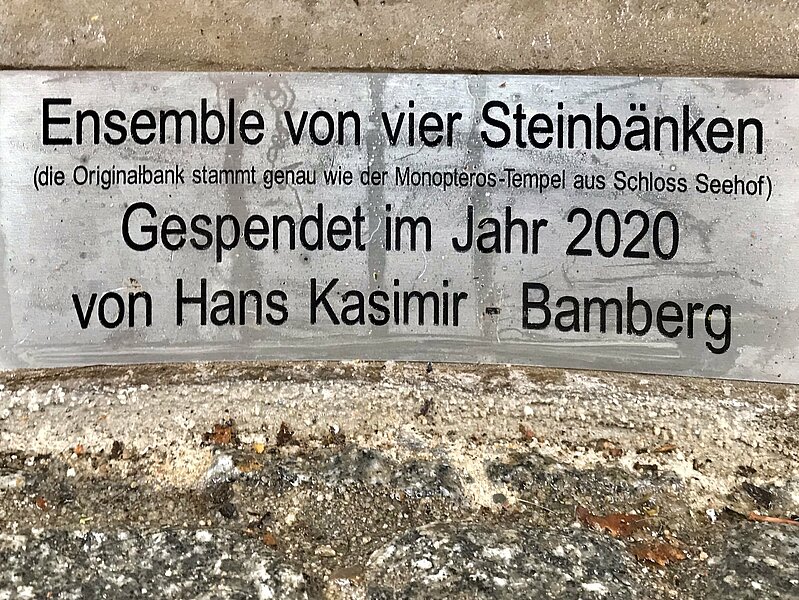 Ensemble von vier Steinbänken
(die Originalbank stammt genau wie der Monopteros-Tempel aus Schloss Seehof)
Gespendet im Jahr 2020
von Hans Kasimir - Bamberg